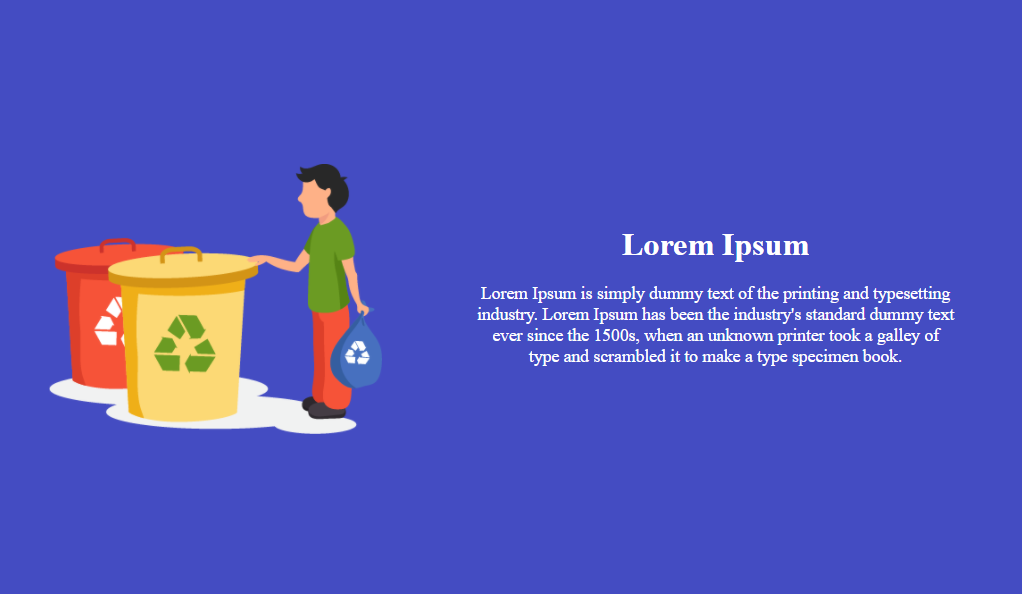 Lorem Ipsum
Lorem Ipsum is simply dummy text of the printing and typesetting
industry. Lorem Ipsum has been the industry's standard dummy text
ever since the 1500s, when an unknown printer took a galley of
type and scrambled it to make a type specimen book.